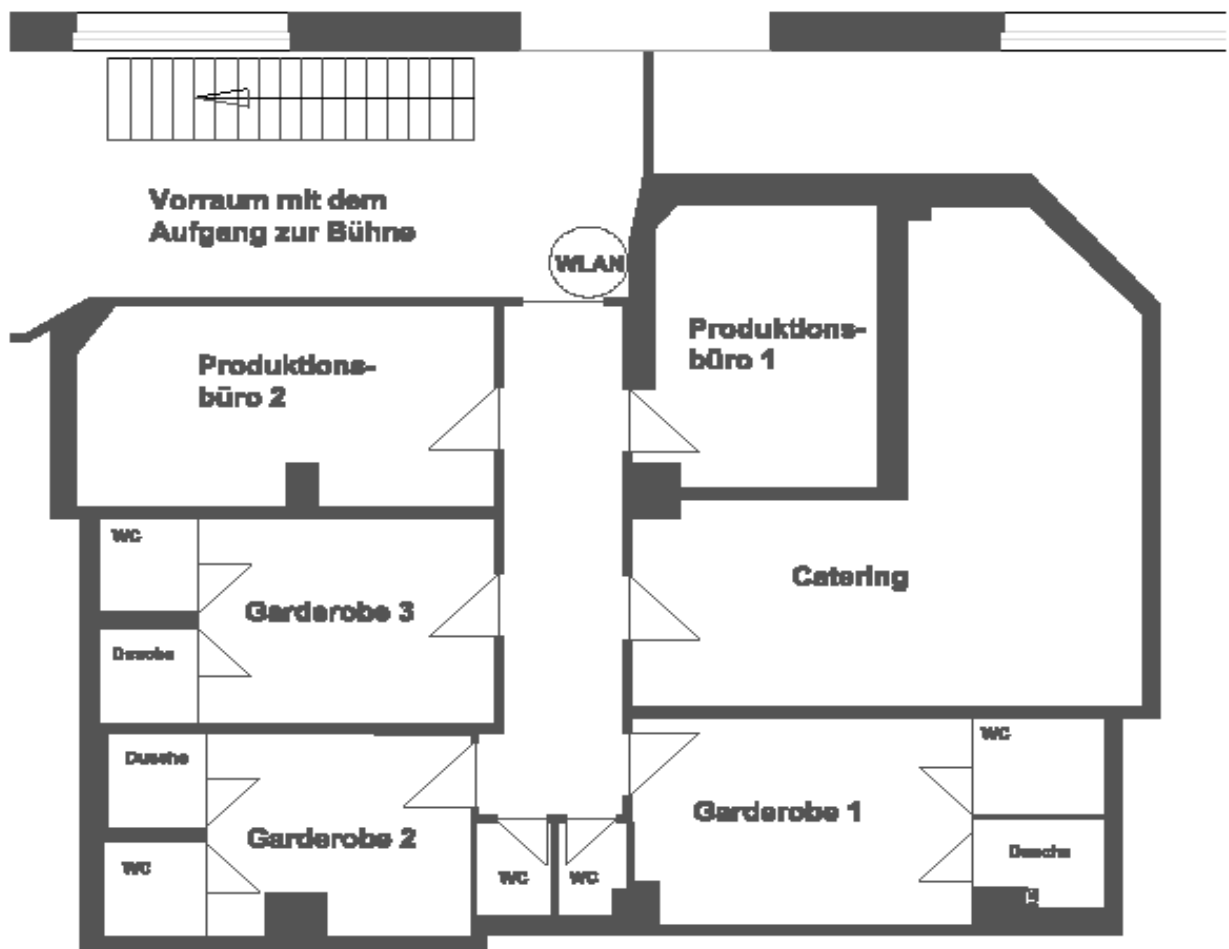 Vorraum mit dem
Aufgang zur Bühne
WLAN
Produktions-
büro 1
Produktions-
büro 2
WC
Catering
Garderobe 3
Dusche
WC
Dusche
Garderobe 1
Garderobe 2
Dusche
WC
WC
WC